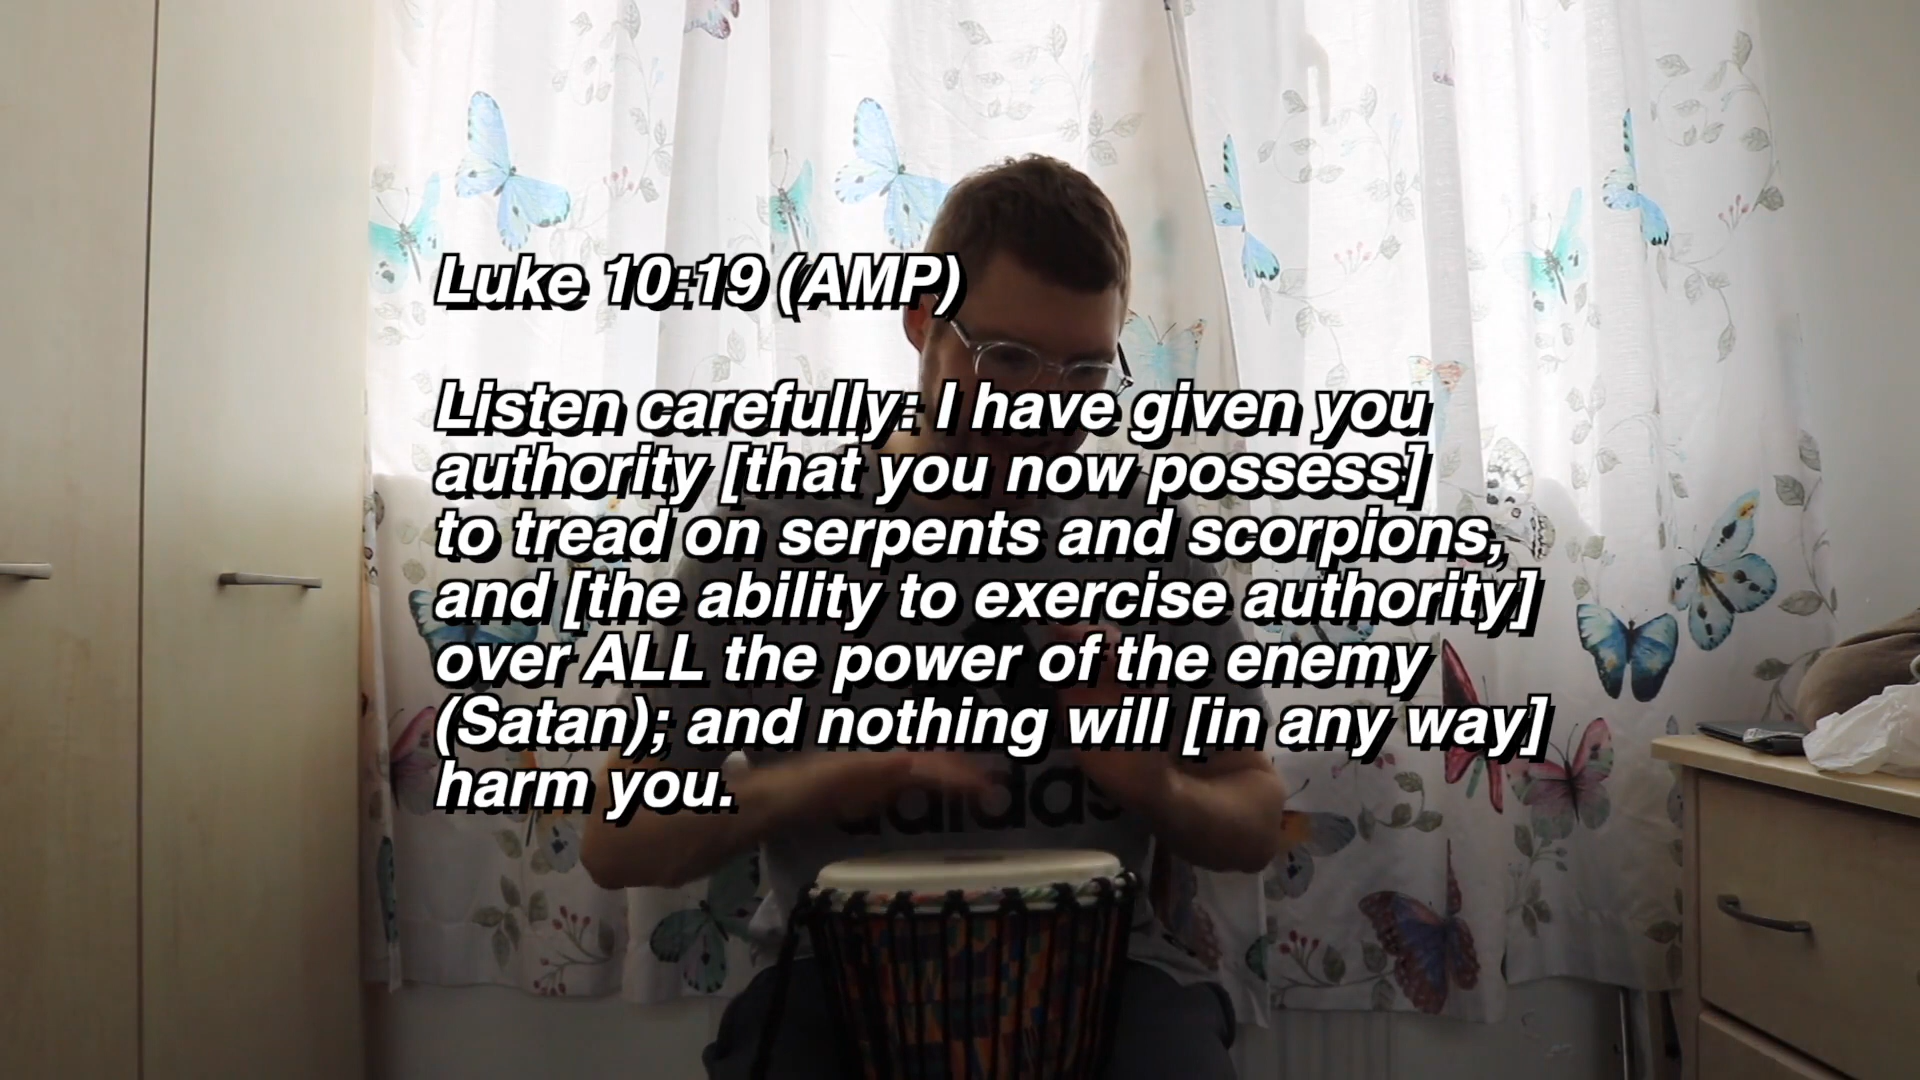 Luke 10:19 (AMP)
Listen carefully: I have given you
authority [that you now possess]
to tread on serpents and scorpions,
and [the ability to exercise authority]
over ALL the power of the enemy
(Satan); and nothing will [in any way]
harm you.
adidas